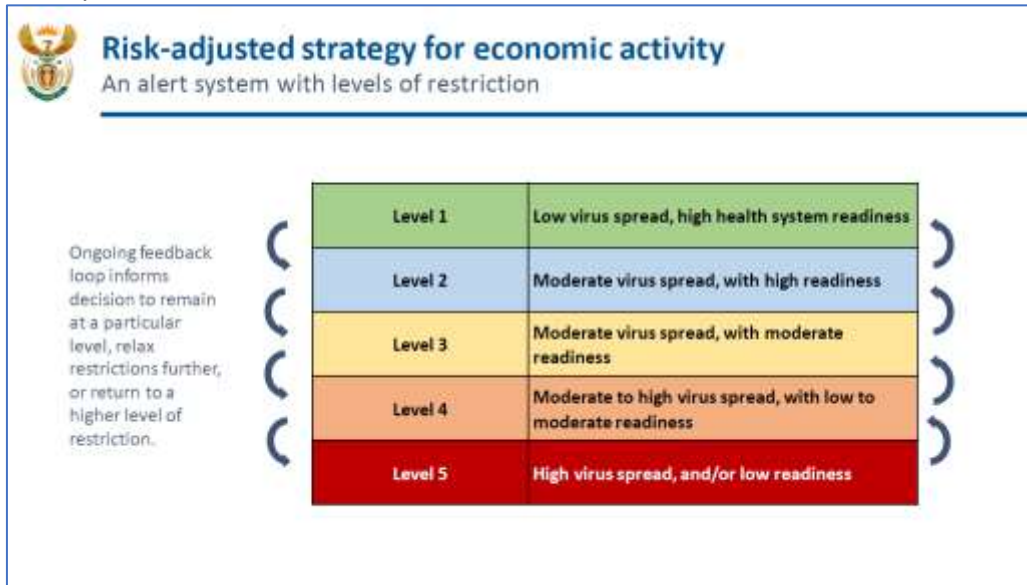 Risk-adjusted strategy for economic activity
An alert system with levels of restriction
Ongoing feedback
loop informs
decision to remain
at a particular
level, relax
restrictions further,
or return to a
higher level of
restriction.
Level 1 Low virus spread, high health system readiness
Level 2 Moderate virus spread, with high readiness
Level 3 Moderate virus spread, with moderate
readiness
Level 4 Moderate to high virus spread, with low to
moderate readiness
Level 5 High virus spread, and/or low readiness